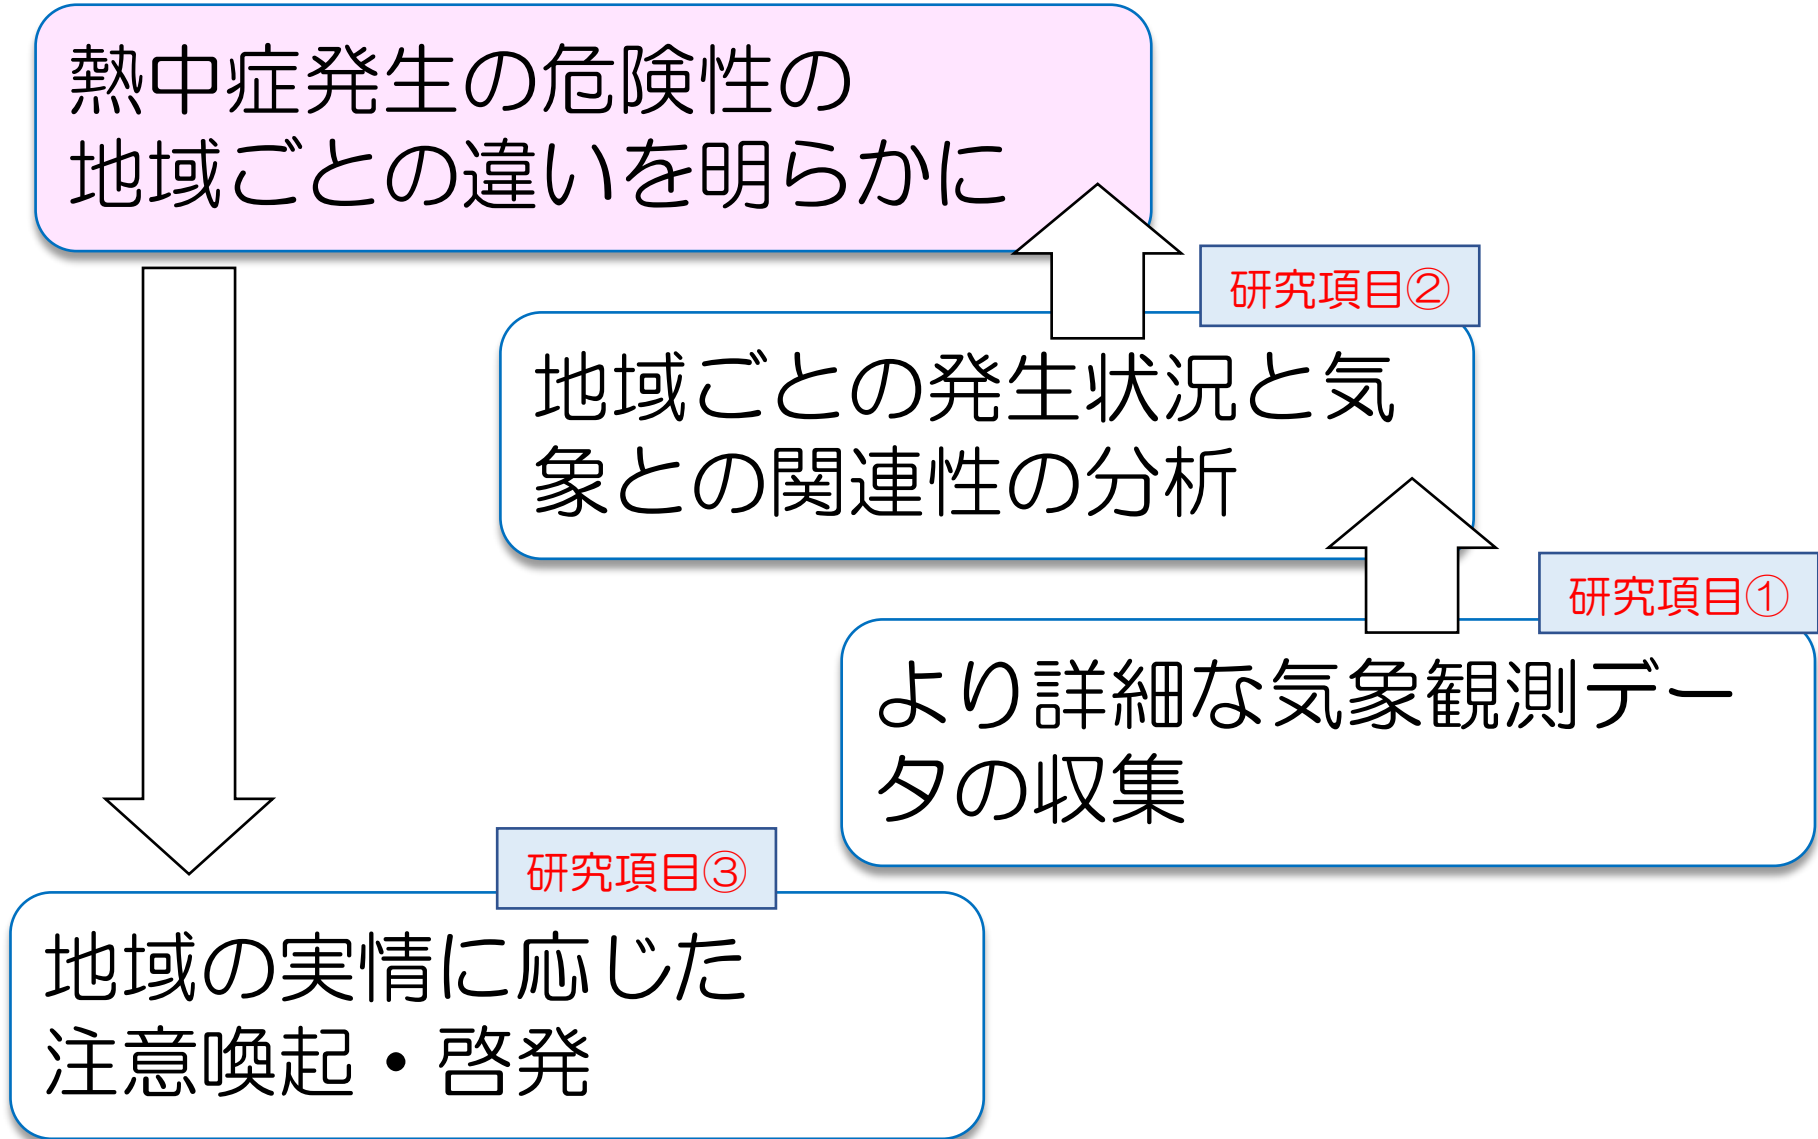 熱中症発生の危険性の
地域ごとの違いを明らかに
研究項目②
地域ごとの発生状況と気
象との関連性の分析
研究項目①
より詳細な気象観測デー
タの収集
研究項目③
地域の実情に応じた
注意喚起・啓発